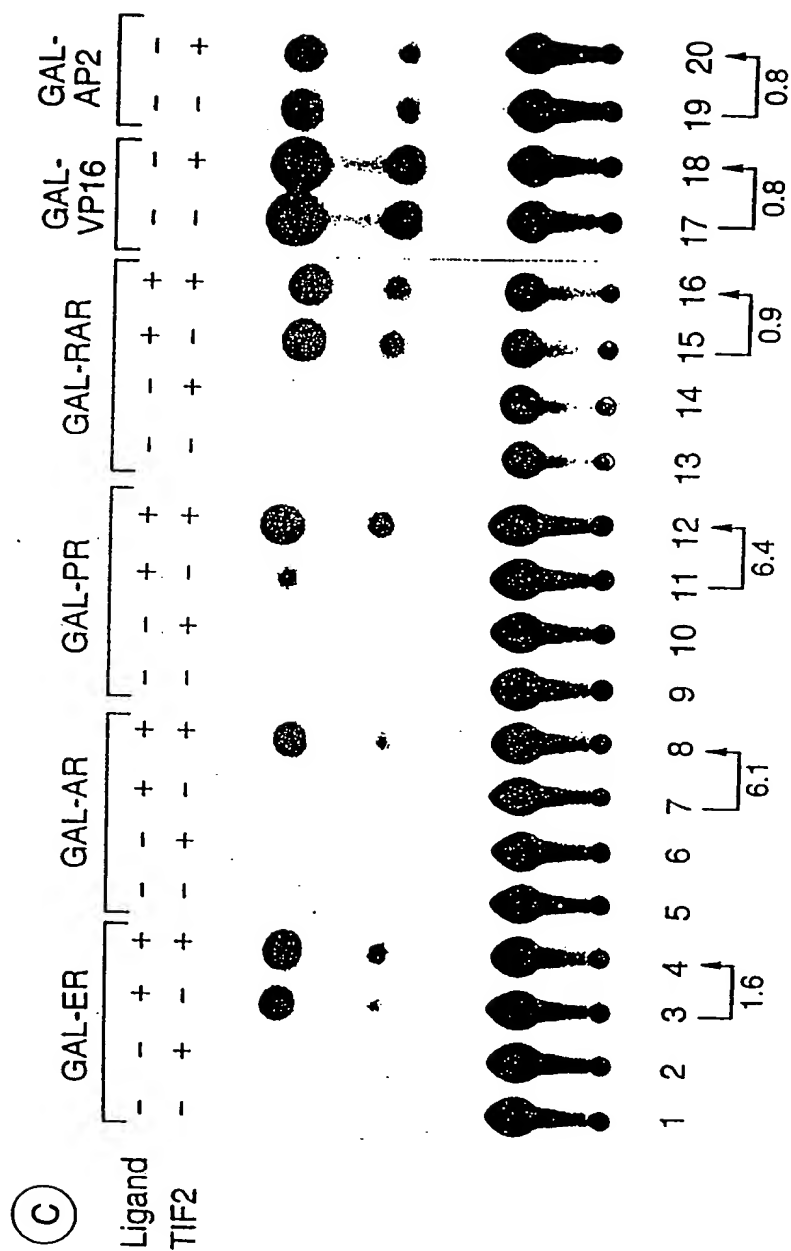 C
GAL-ER GAL-AR GAL-PR GAL-RAR GAL-VP16 GAL-AP2
Ligand - - + + - - + + - - + + - - + + - - - -
TIF2 - + - + - + - + - + - + - + - + - + - +
1 2 3 4 5 6 7 8 9 10 11 12 13 14 15 16 17 18 19 20
1.6 6.1 6.4 0.9 0.8 0.8